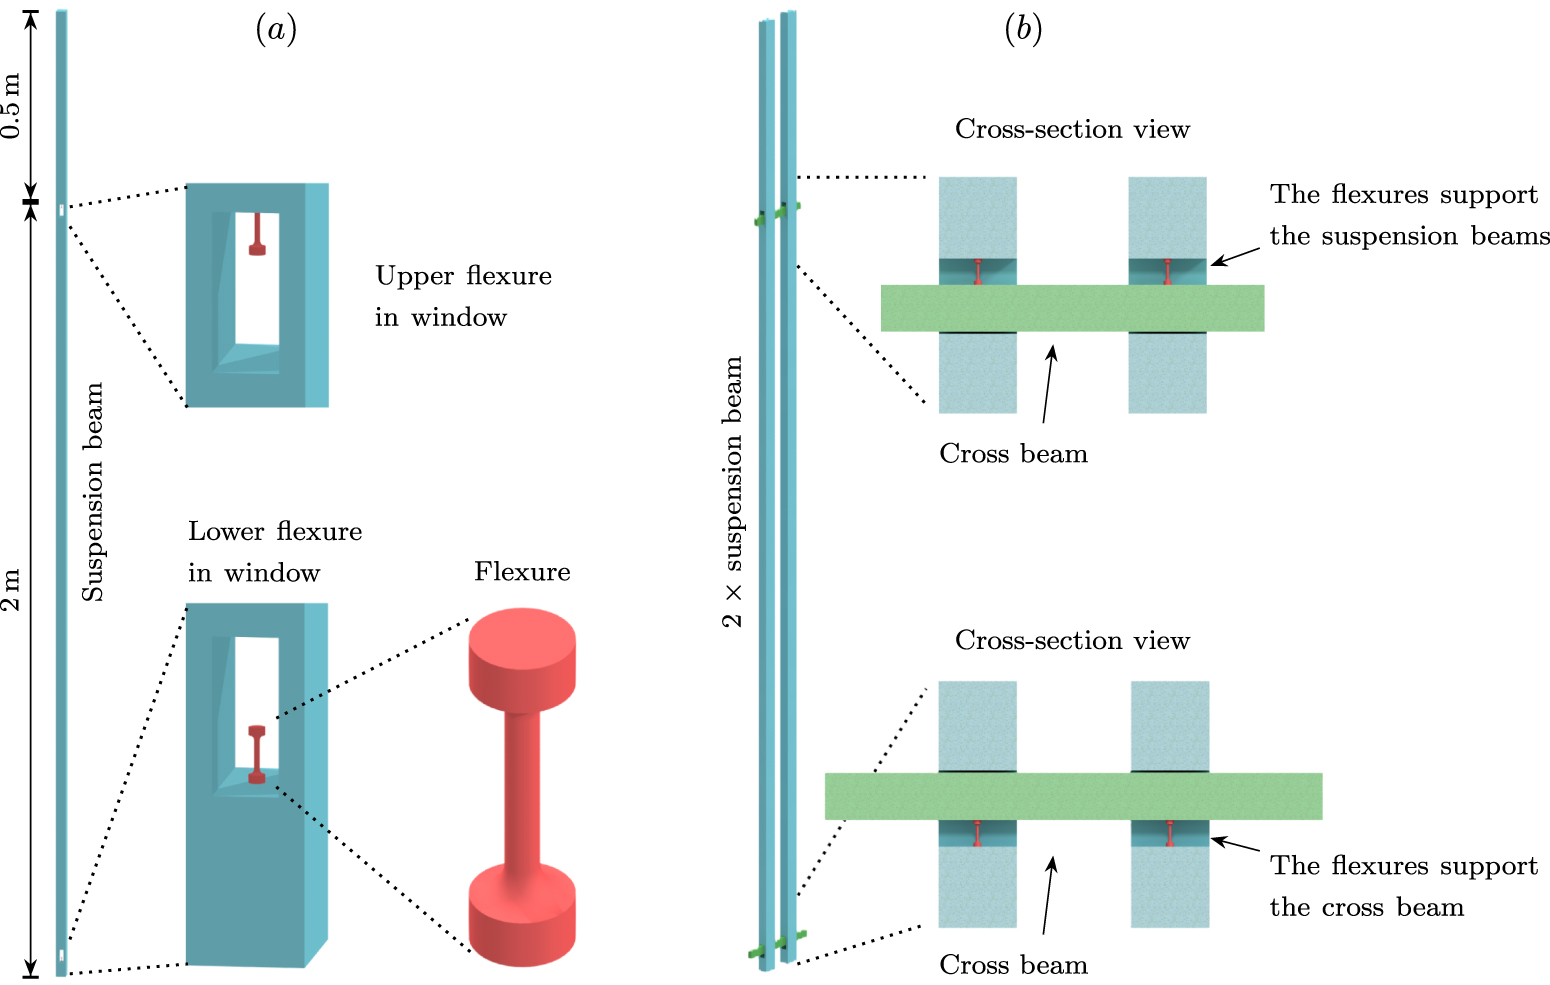 (a)
0.5 m
2 m
Suspension beam
Upper flexure
in window
Lower flexure
in window
Flexure
(b)
2 × suspension beam
Cross-section view
The flexures support
the suspension beams
Cross beam
Cross-section view
The flexures support
the cross beam
Cross beam